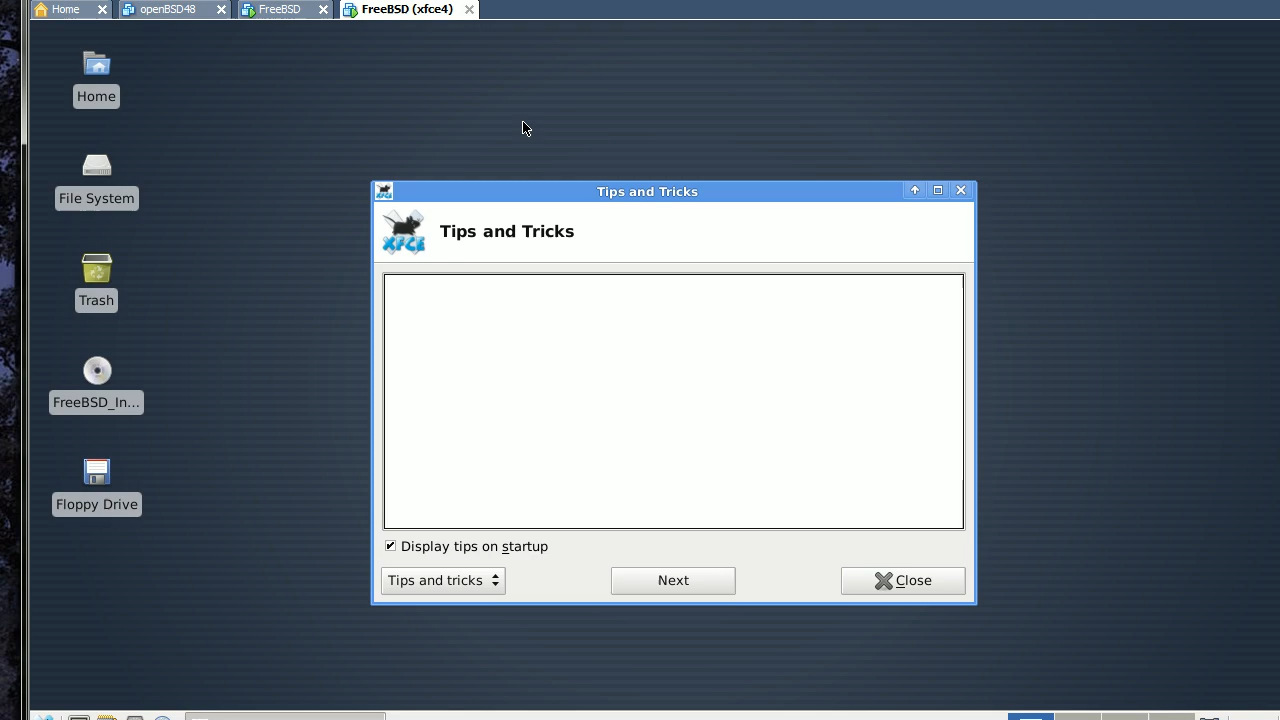 Home
openBSD48
FreeBSD
FreeBSD (xfce4)
Home
File System
Trash
FreeBSD_In...
Floppy Drive
Tips and Tricks
XFCE
Tips and Tricks
Display tips on startup
Tips and tricks
Next
Close